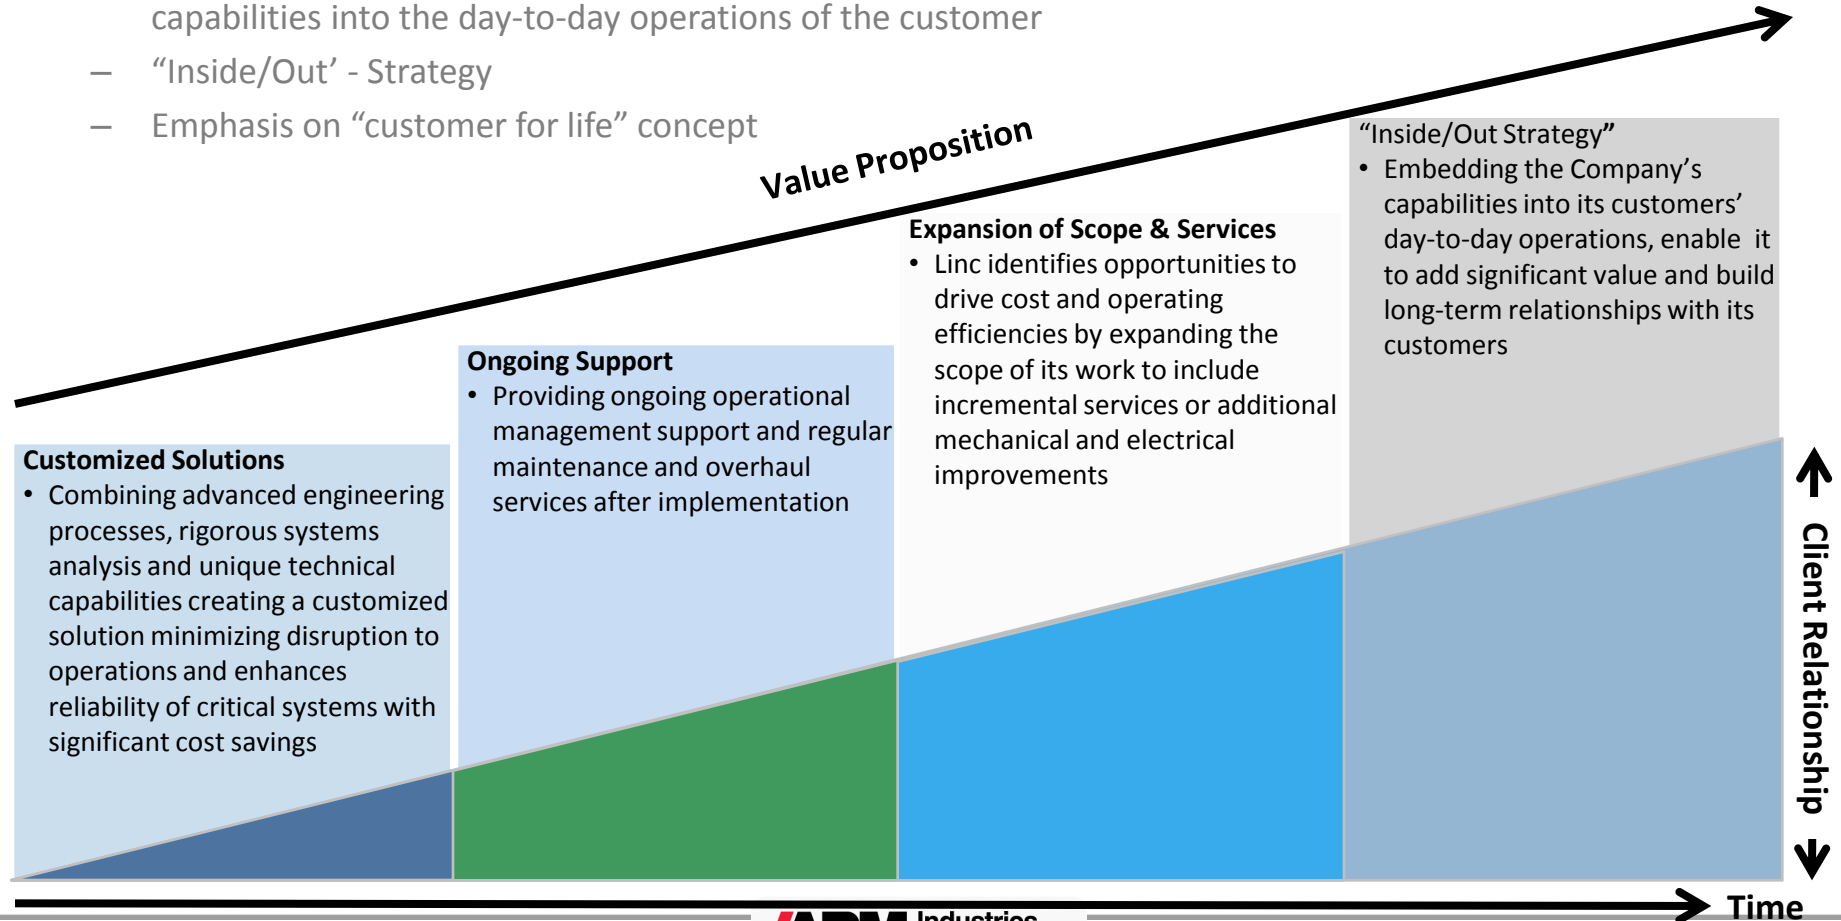 capabilities into the day-to-day operations of the customer
– “Inside/Out’ - Strategy
– Emphasis on “customer for life” concept
Value Proposition
“Inside/Out Strategy”
• Embedding the Company’s
capabilities into its customers’
day-to-day operations, enable it
to add significant value and build
long-term relationships with its
customers
Expansion of Scope & Services
• Linc identifies opportunities to
drive cost and operating
efficiencies by expanding the
scope of its work to include
incremental services or additional
mechanical and electrical
improvements
Ongoing Support
• Providing ongoing operational
management support and regular
maintenance and overhaul
services after implementation
Customized Solutions
• Combining advanced engineering
processes, rigorous systems
analysis and unique technical
capabilities creating a customized
solution minimizing disruption to
operations and enhances
reliability of critical systems with
significant cost savings
Client Relationship
Time
ABM Industries